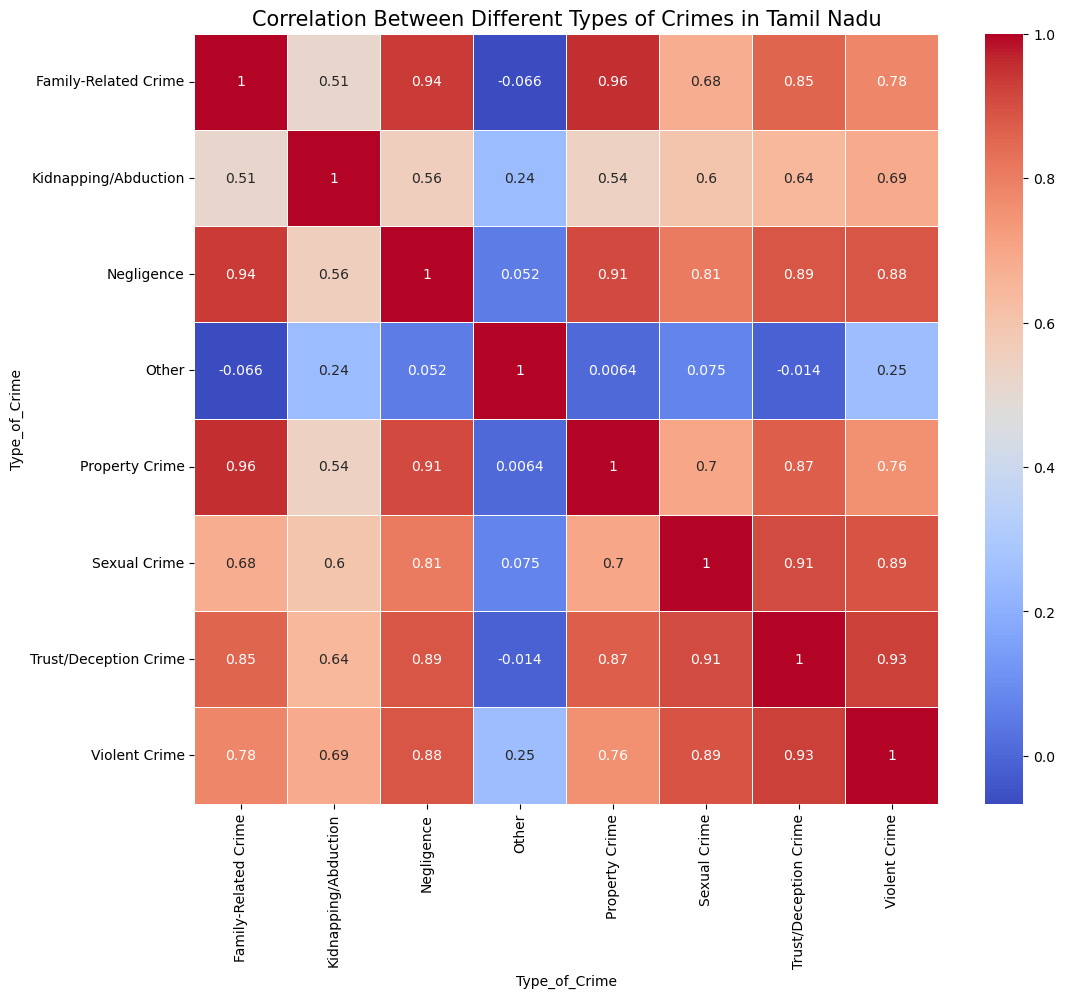 Correlation Between Different Types of Crimes in Tamil Nadu
Family-Related Crime 1 0.51 0.94 -0.066 0.96 0.68 0.85 0.78
Kidnapping/Abduction 0.51 1 0.56 0.24 0.54 0.6 0.64 0.69
Negligence 0.94 0.56 1 0.052 0.91 0.81 0.89 0.88
Other -0.066 0.24 0.052 1 0.0064 0.075 -0.014 0.25
Property Crime 0.96 0.54 0.91 0.0064 1 0.7 0.87 0.76
Sexual Crime 0.68 0.6 0.81 0.075 0.7 1 0.91 0.89
Trust/Deception Crime 0.85 0.64 0.89 -0.014 0.87 0.91 1 0.93
Violent Crime 0.78 0.69 0.88 0.25 0.76 0.89 0.93 1
Type_of_Crime
Family-Related Crime
Kidnapping/Abduction
Negligence
Other
Property Crime
Sexual Crime
Trust/Deception Crime
Violent Crime
Type_of_Crime
1.0
0.8
0.6
0.4
0.2
0.0